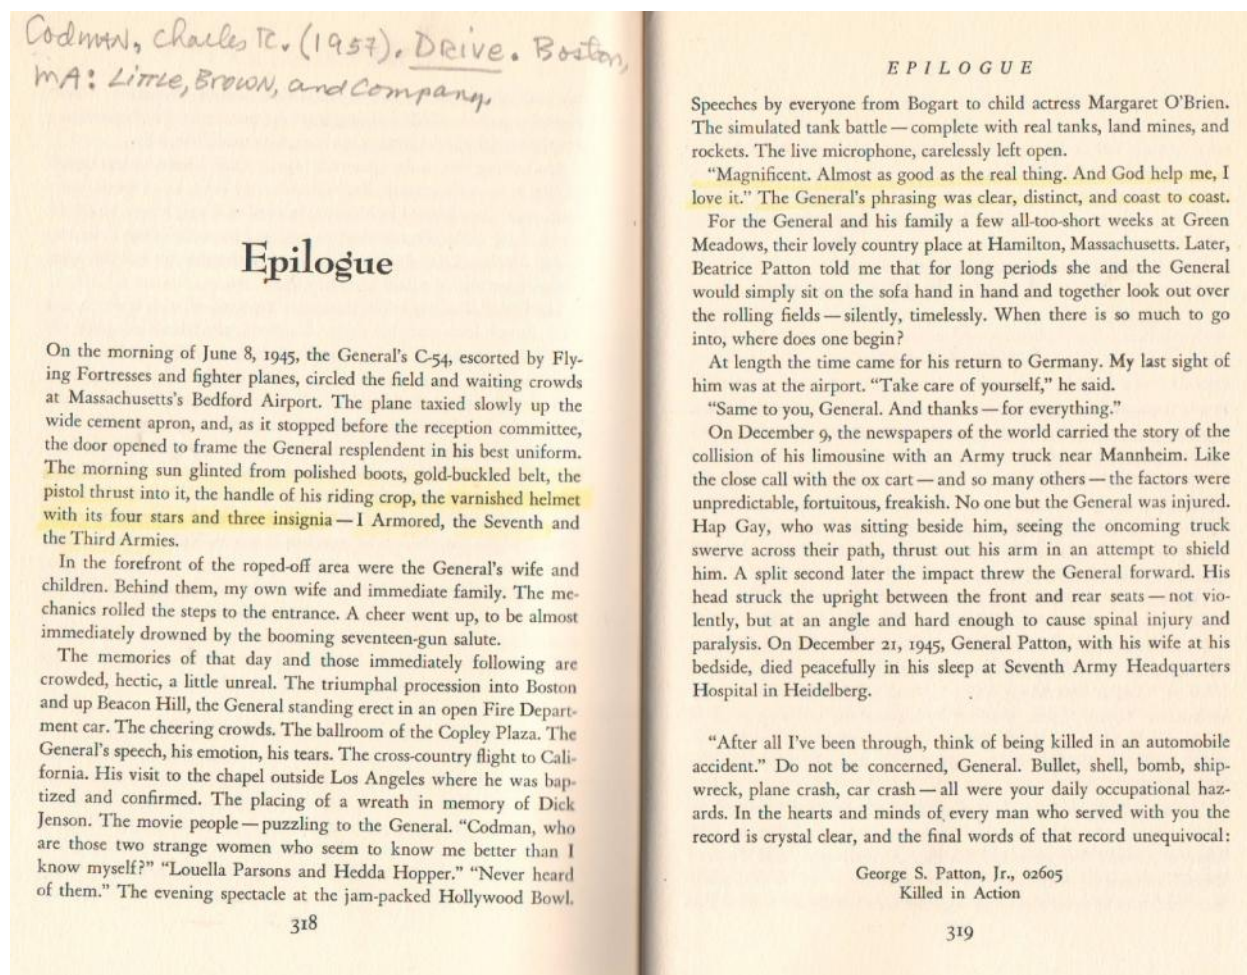 Codman, Charles R. (1957). Drive. Boston,
MA: Little, Brown, and Company.
Epilogue
On the morning of June 8, 1945, the General's C-54, escorted by Fly-
ing Fortresses and fighter planes, circled the field and waiting crowds
at Massachusetts's Bedford Airport. The plane taxied slowly up the
wide cement apron, and, as it stopped before the reception committee,
the door opened to frame the General resplendent in his best uniform.
The morning sun glinted from polished boots, gold-buckled belt, the
pistol thrust into it, the handle of his riding crop, the varnished helmet
with its four stars and three insignia — I Armored, the Seventh and
the Third Armies.
In the forefront of the roped-off area were the General's wife and
children. Behind them, my own wife and immediate family. The me-
chanics rolled the steps to the entrance. A cheer went up, to be almost
immediately drowned by the booming seventeen-gun salute.
The memories of that day and those immediately following are
crowded, hectic, a little unreal. The triumphal procession into Boston
and up Beacon Hill, the General standing erect in an open Fire Depart-
ment car. The cheering crowds. The ballroom of the Copley Plaza. The
General's speech, his emotion, his tears. The cross-country flight to Cali-
fornia. His visit to the chapel outside Los Angeles where he was bap-
tized and confirmed. The placing of a wreath in memory of Dick
Jenson. The movie people — puzzling to the General. "Codman, who
are those two strange women who seem to know me better than I
know myself?" "Louella Parsons and Hedda Hopper." "Never heard
of them." The evening spectacle at the jam-packed Hollywood Bowl.
318
EPILOGUE
Speeches by everyone from Bogart to child actress Margaret O'Brien.
The simulated tank battle — complete with real tanks, land mines, and
rockets. The live microphone, carelessly left open.
"Magnificent. Almost as good as the real thing. And God help me, I
love it." The General's phrasing was clear, distinct, and coast to coast.
For the General and his family a few all-too-short weeks at Green
Meadows, their lovely country place at Hamilton, Massachusetts. Later,
Beatrice Patton told me that for long periods she and the General
would simply sit on the sofa hand in hand and together look out over
the rolling fields — silently, timelessly. When there is so much to go
into, where does one begin?
At length the time came for his return to Germany. My last sight of
him was at the airport. "Take care of yourself," he said.
"Same to you, General. And thanks — for everything."
On December 9, the newspapers of the world carried the story of the
collision of his limousine with an Army truck near Mannheim. Like
the close call with the ox cart — and so many others — the factors were
unpredictable, fortuitous, freakish. No one but the General was injured.
Hap Gay, who was sitting beside him, seeing the oncoming truck
swerve across their path, thrust out his arm in an attempt to shield
him. A split second later the impact threw the General forward. His
head struck the upright between the front and rear seats — not vio-
lently, but at an angle and hard enough to cause spinal injury and
paralysis. On December 21, 1945, General Patton, with his wife at his
bedside, died peacefully in his sleep at Seventh Army Headquarters
Hospital in Heidelberg.
"After all I've been through, think of being killed in an automobile
accident." Do not be concerned, General. Bullet, shell, bomb, ship-
wreck, plane crash, car crash — all were your daily occupational haz-
ards. In the hearts and minds of every man who served with you the
record is crystal clear, and the final words of that record unequivocal:
George S. Patton, Jr., 02605
Killed in Action
319